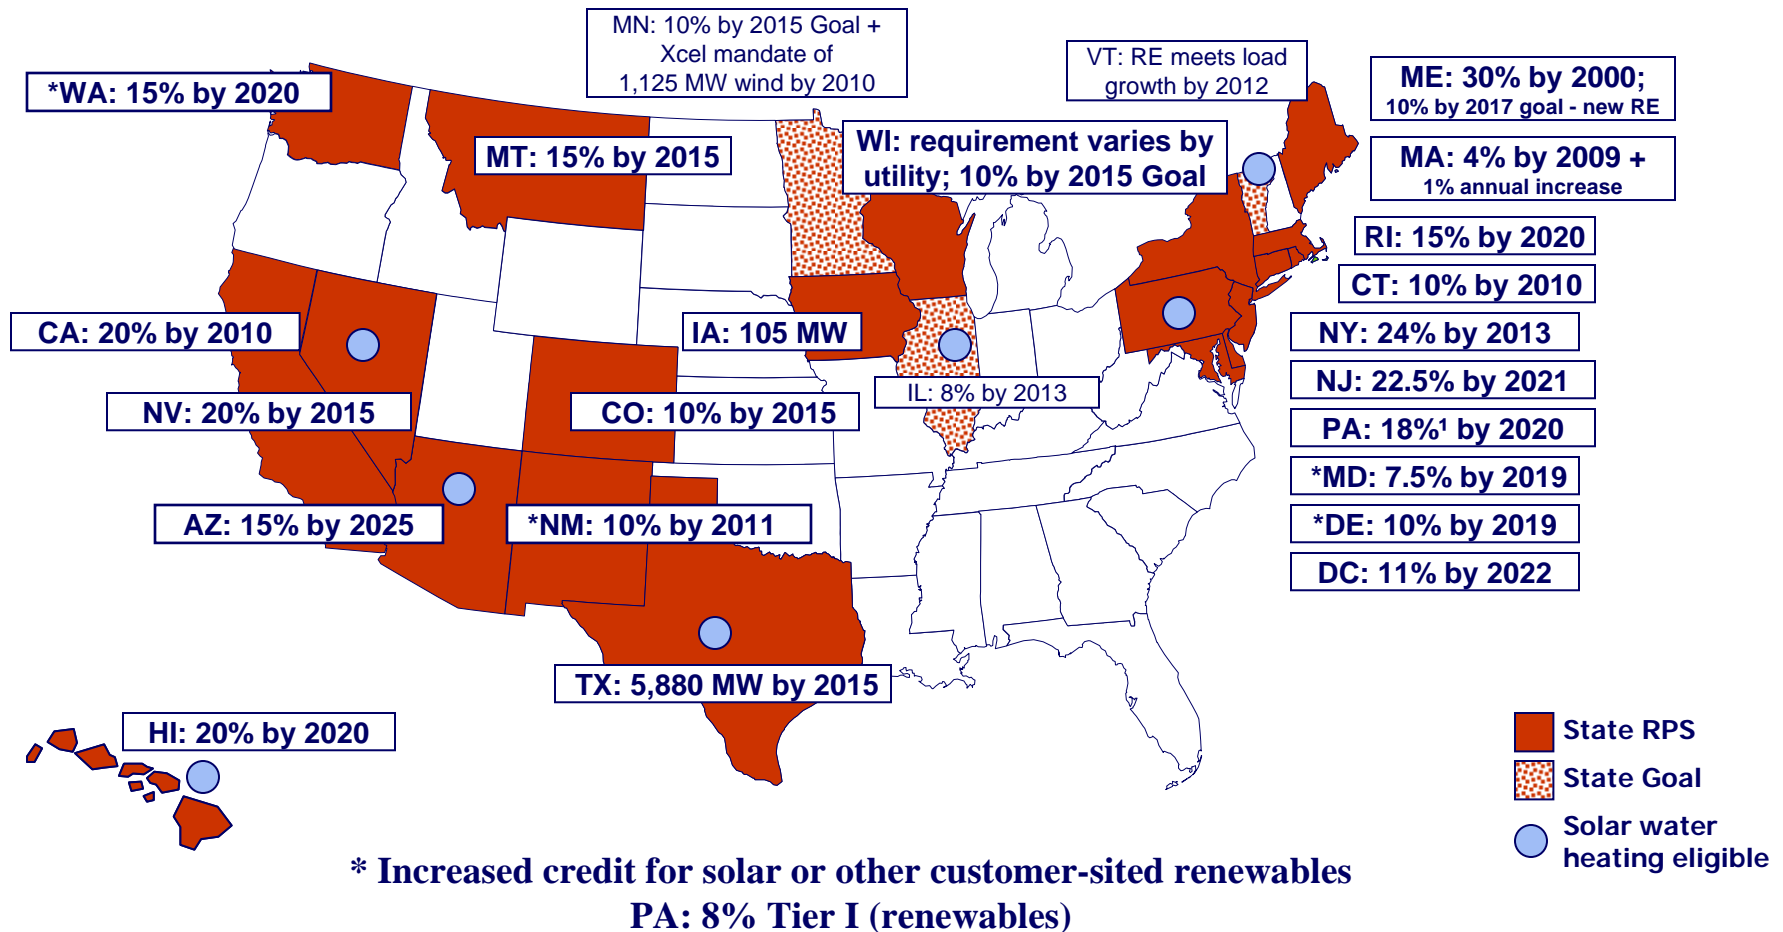 MN: 10% by 2015 Goal +
Xcel mandate of
1,125 MW wind by 2010
VT: RE meets load
growth by 2012
*WA: 15% by 2020
ME: 30% by 2000;
10% by 2017 goal - new RE
MT: 15% by 2015
WI: requirement varies by
utility; 10% by 2015 Goal
MA: 4% by 2009 +
1% annual increase
RI: 15% by 2020
CT: 10% by 2010
CA: 20% by 2010
IA: 105 MW
NY: 24% by 2013
IL: 8% by 2013
NJ: 22.5% by 2021
NV: 20% by 2015
CO: 10% by 2015
PA: 18%¹ by 2020
*MD: 7.5% by 2019
AZ: 15% by 2025
*NM: 10% by 2011
*DE: 10% by 2019
DC: 11% by 2022
TX: 5,880 MW by 2015
HI: 20% by 2020
State RPS
State Goal
Solar water
heating eligible
* Increased credit for solar or other customer-sited renewables
PA: 8% Tier I (renewables)